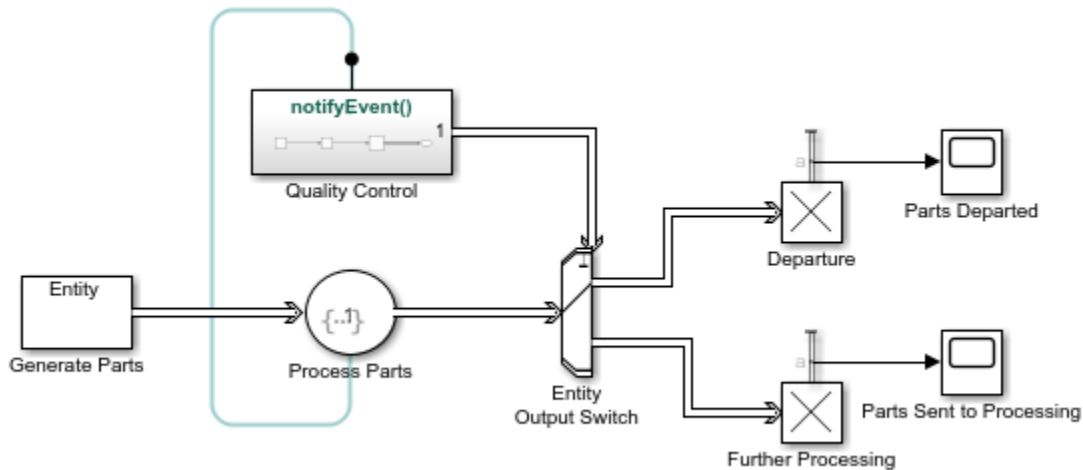 notifyEvent()
1
Quality Control
Entity
Generate Parts
{..1}
Process Parts
1
Entity
Output Switch
a
Departure
Parts Departed
a
Further Processing
Parts Sent to Processing